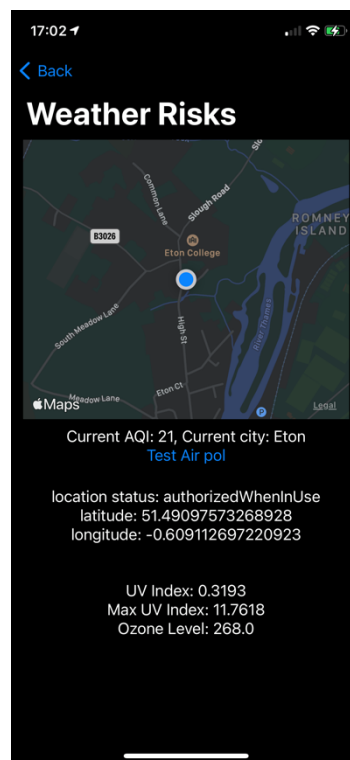 17:02
Back
Weather Risks
Common Lane
Slough Road
ROMNEY
ISLAND
B3026
Eton College
South Meadow Lane
High St
River Thames
Eton Ct
Meadow Lane
Maps
P
Legal
Current AQI: 21, Current city: Eton
Test Air pol
location status: authorizedWhenInUse
latitude: 51.49097573268928
longitude: -0.609112697220923
UV Index: 0.3193
Max UV Index: 11.7618
Ozone Level: 268.0